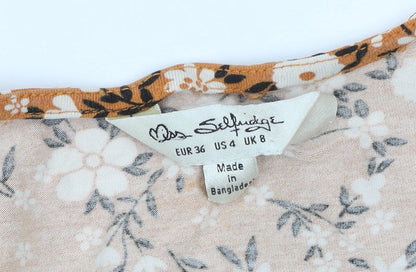 Miss Selfridge
EUR 36 US 4 UK 8
Made in
Bangladesh